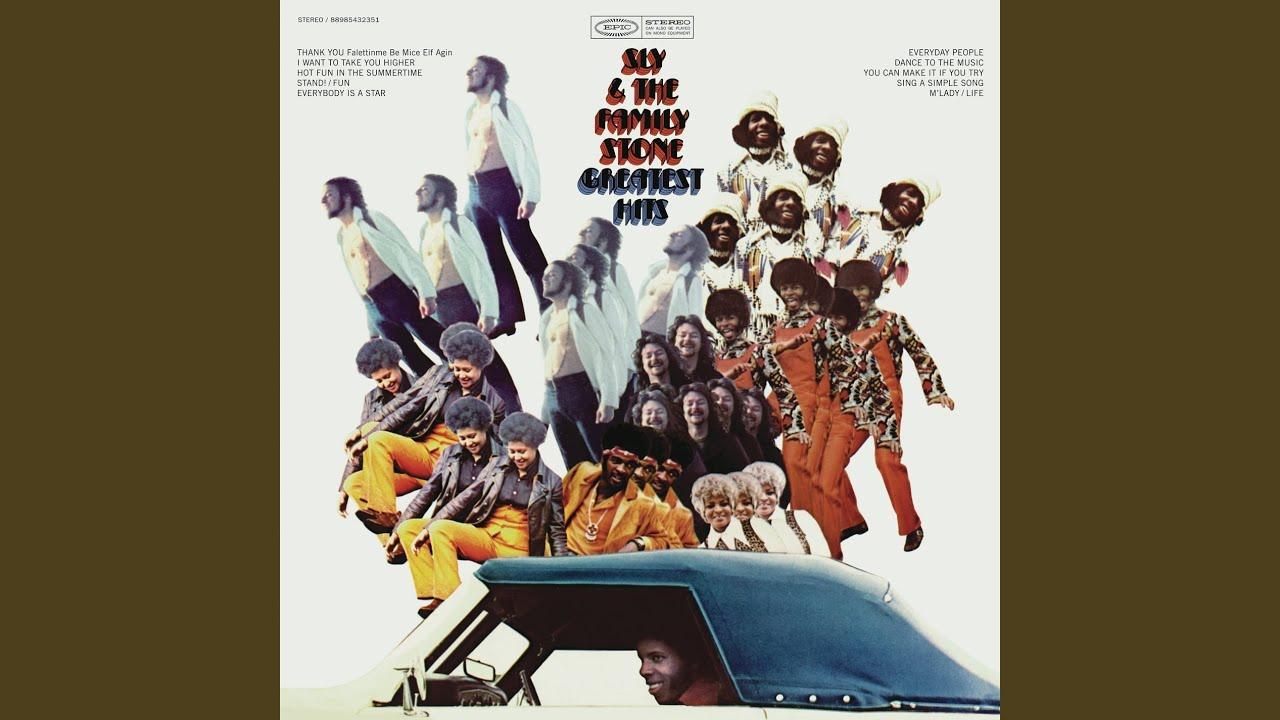 STEREO / 88985432351
EPIC
STEREO
CAN ALSO BE PLAYED
ON MONO EQUIPMENT
THANK YOU Falettinme Be Mice Elf Agin
I WANT TO TAKE YOU HIGHER
HOT FUN IN THE SUMMERTIME
STAND! / FUN
EVERYBODY IS A STAR
SLY
& THE
FAMILY
STONE
GREATEST
HITS
EVERYDAY PEOPLE
DANCE TO THE MUSIC
YOU CAN MAKE IT IF YOU TRY
SING A SIMPLE SONG
M'LADY / LIFE